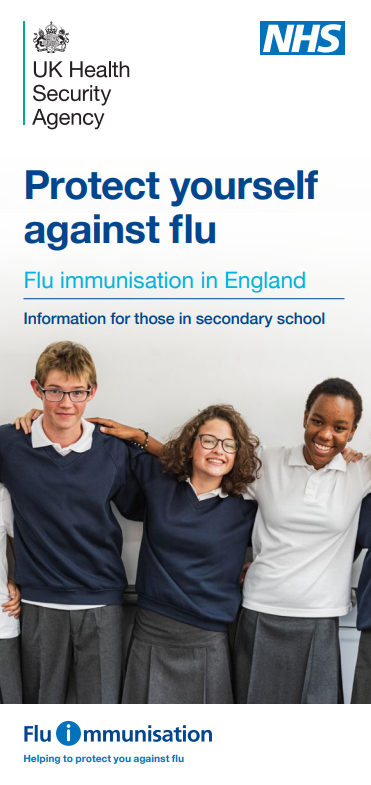 UK Health
Security
Agency
NHS
Protect yourself
against flu
Flu immunisation in England
Information for those in secondary school
Flu immunisation
Helping to protect you against flu